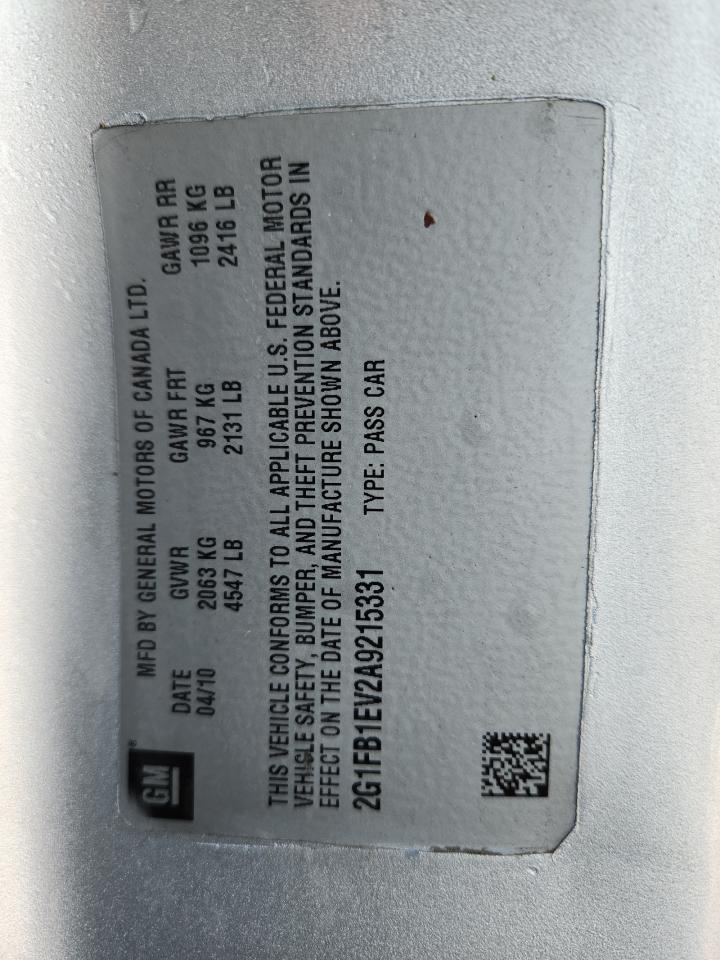 GM®
MFD BY GENERAL MOTORS OF CANADA LTD.
DATE GVWR GAWR FRT GAWR RR
04/10 2063 KG 967 KG 1096 KG
4547 LB 2131 LB 2416 LB
THIS VEHICLE CONFORMS TO ALL APPLICABLE U.S. FEDERAL MOTOR
VEHICLE SAFETY, BUMPER, AND THEFT PREVENTION STANDARDS IN
EFFECT ON THE DATE OF MANUFACTURE SHOWN ABOVE.
2G1FB1EV2A9215331 TYPE: PASS CAR